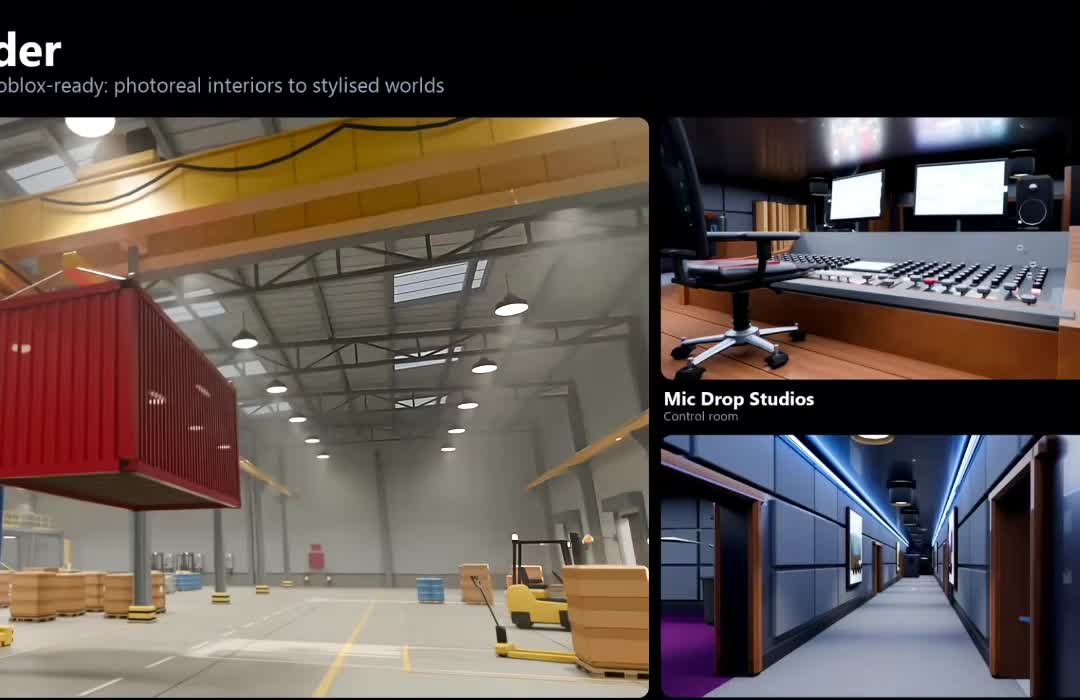 der
oblox-ready: photoreal interiors to stylised worlds
Mic Drop Studios
Control room